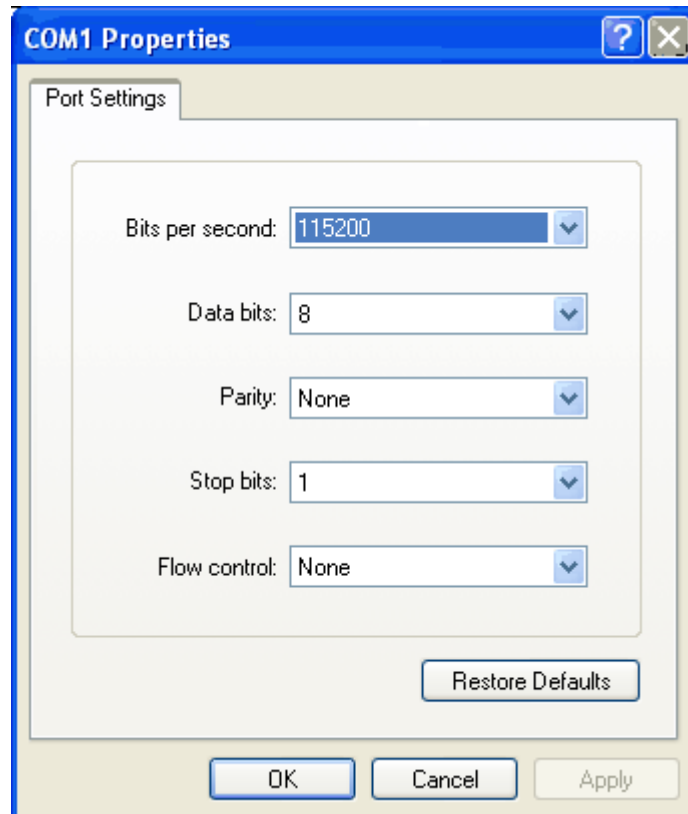 COM1 Properties
Port Settings
Bits per second: 115200
Data bits: 8
Parity: None
Stop bits: 1
Flow control: None
Restore Defaults
OK Cancel Apply